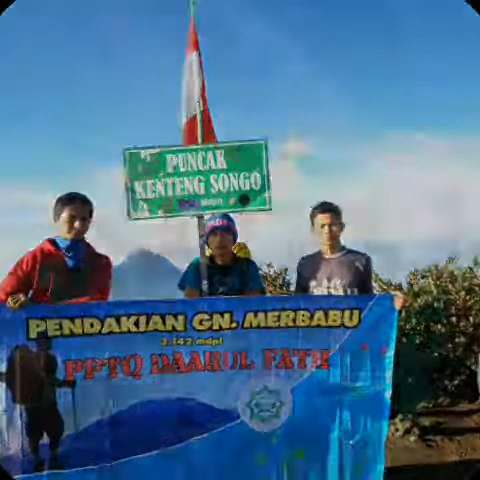 PUNCAK
KENTENG SONGO
PENDAKIAN GN. MERBABU
3.142 mdpl
PPTQ DAARUL FATH